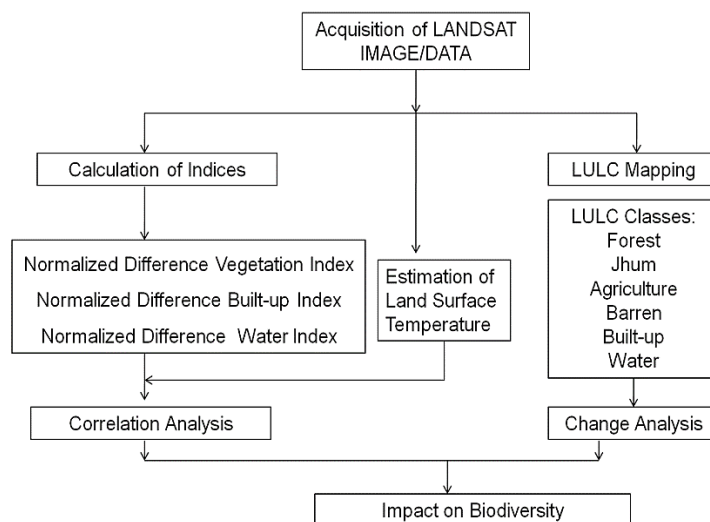 Acquisition of LANDSAT
IMAGE/DATA
Calculation of Indices
LULC Mapping
Normalized Difference Vegetation Index
Normalized Difference Built-up Index
Normalized Difference Water Index
Estimation of
Land Surface
Temperature
LULC Classes:
Forest
Jhum
Agriculture
Barren
Built-up
Water
Correlation Analysis
Change Analysis
Impact on Biodiversity